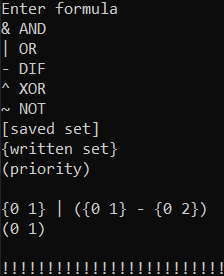 Enter formula
& AND
| OR
- DIF
^ XOR
~ NOT
[saved set]
{written set}
(priority)
{0 1} | ({0 1} - {0 2})
(0 1)
!!!!!!!!!!!!!!!!!!!!!!!!!